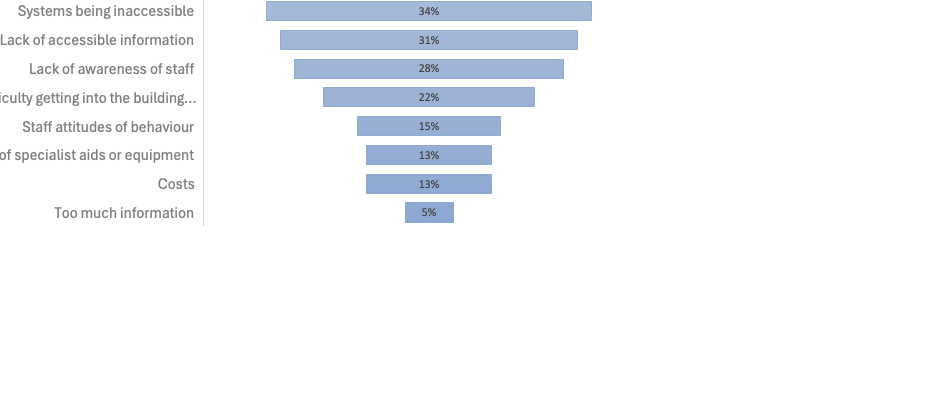 Systems being inaccessible 34%
Lack of accessible information 31%
Lack of awareness of staff 28%
getting into the building... 22%
Staff attitudes of behaviour 15%
of specialist aids or equipment 13%
Costs 13%
Too much information 5%